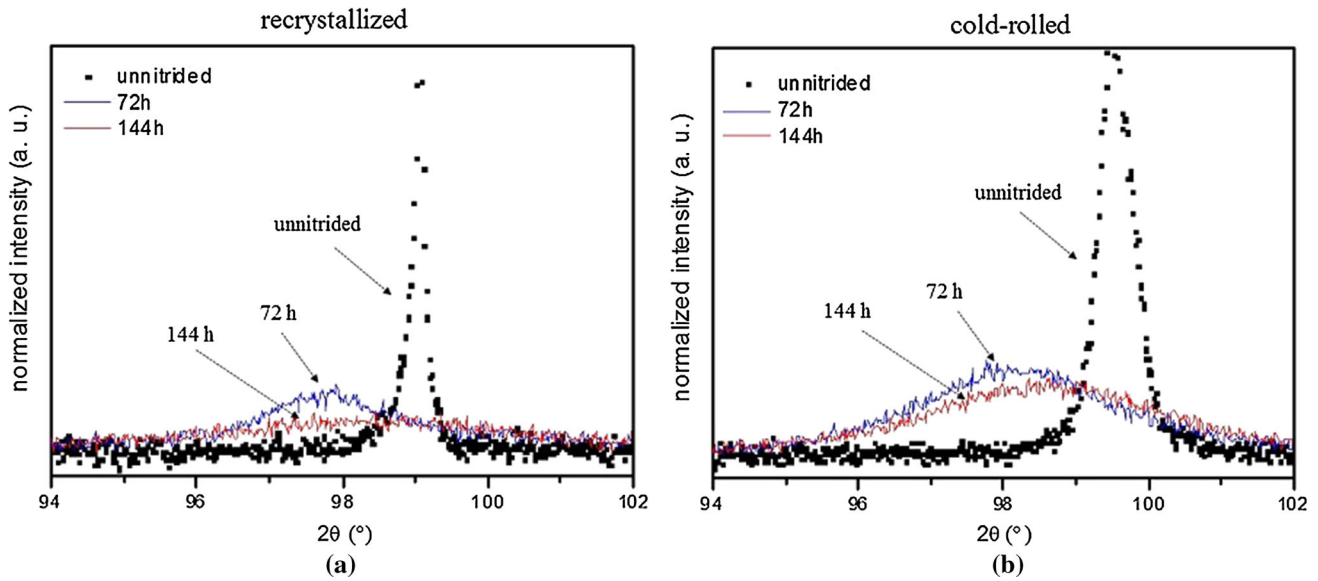 recrystallized
normalized intensity (a. u.)
unnitrided
72h
144h
unnitrided
72 h
144 h
94 96 98 100 102
2θ (°)
(a)
cold-rolled
normalized intensity (a. u.)
unnitrided
72h
144h
unnitrided
72 h
144 h
94 96 98 100 102
2θ (°)
(b)